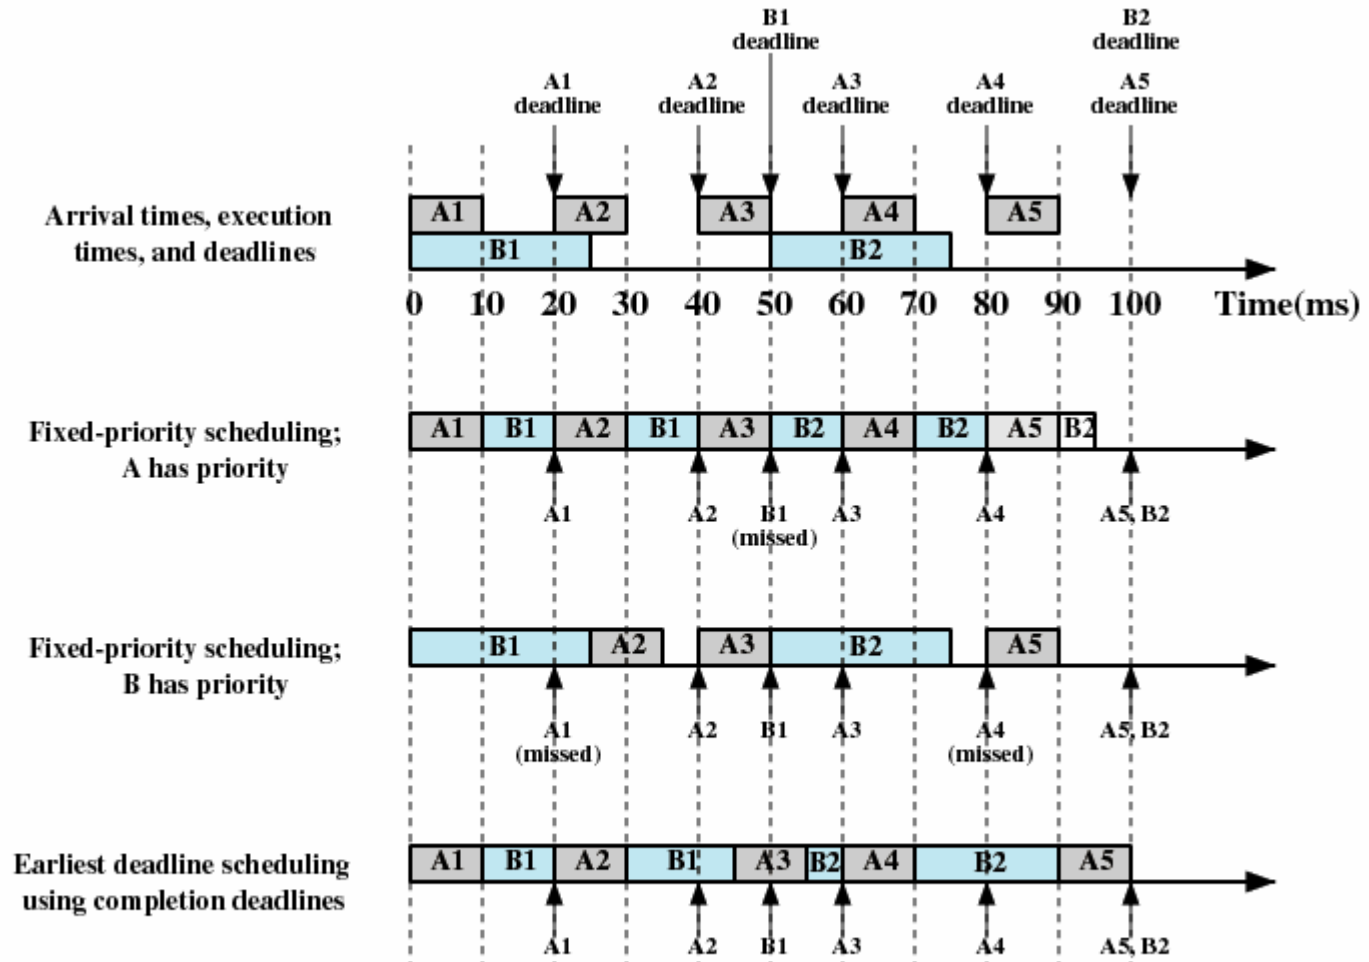 B1
deadline
B2
deadline
A1
deadline
A2
deadline
A3
deadline
A4
deadline
A5
deadline
Arrival times, execution
times, and deadlines
A1 A2 A3 A4 A5
B1 B2
0 10 20 30 40 50 60 70 80 90 100 Time(ms)
Fixed-priority scheduling;
A has priority
A1 B1 A2 B1 A3 B2 A4 B2 A5 B2
A1 A2 B1 A3 A4 A5, B2
(missed)
Fixed-priority scheduling;
B has priority
B1 A2 A3 B2 A5
A1 A2 B1 A3 A4 A5, B2
(missed) (missed)
Earliest deadline scheduling
using completion deadlines
A1 B1 A2 B1 A3 B2 A4 B2 A5
A1 A2 B1 A3 A4 A5, B2